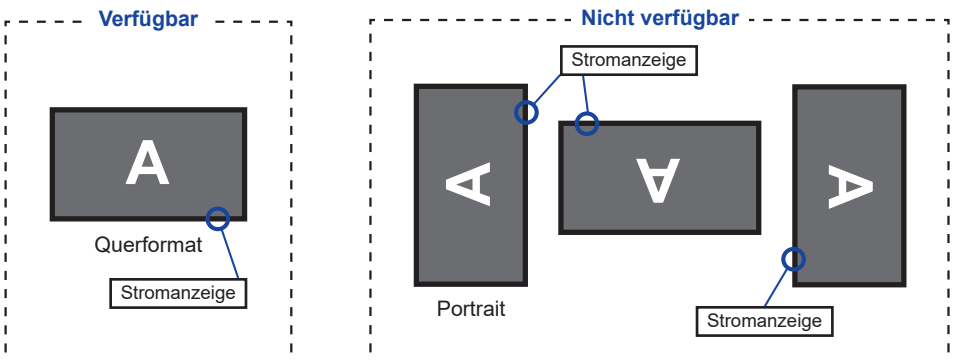 Verfügbar
A
Querformat
Stromanzeige
Nicht verfügbar
Stromanzeige
A
A
A
Portrait
Stromanzeige